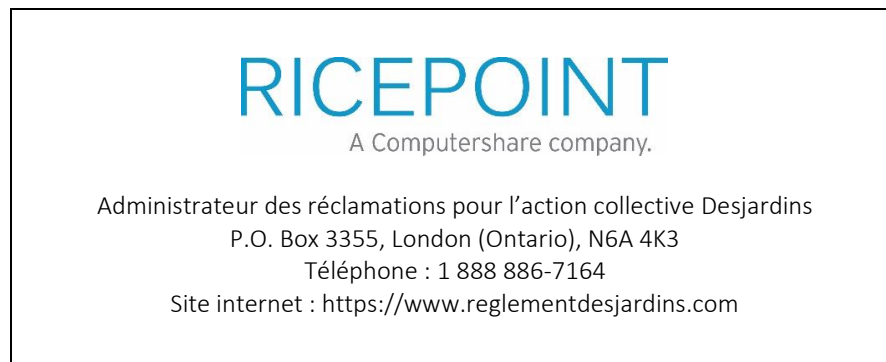 RICEPOINT
A Computershare company.
Administrateur des réclamations pour l’action collective Desjardins
P.O. Box 3355, London (Ontario), N6A 4K3
Téléphone : 1 888 886-7164
Site internet : https://www.reglementdesjardins.com